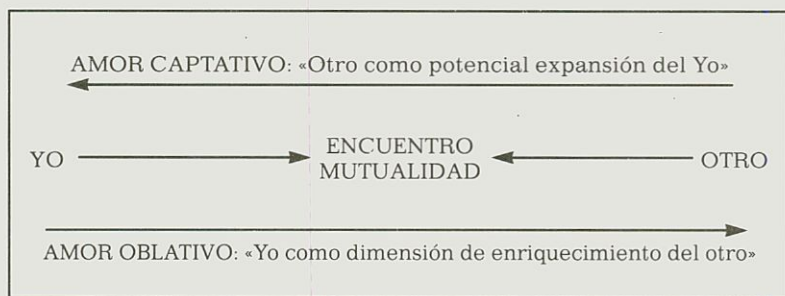 AMOR CAPTATIVO: «Otro como potencial expansión del Yo»
YO ENCUENTRO MUTUALIDAD OTRO
AMOR OBLATIVO: «Yo como dimensión de enriquecimiento del otro»